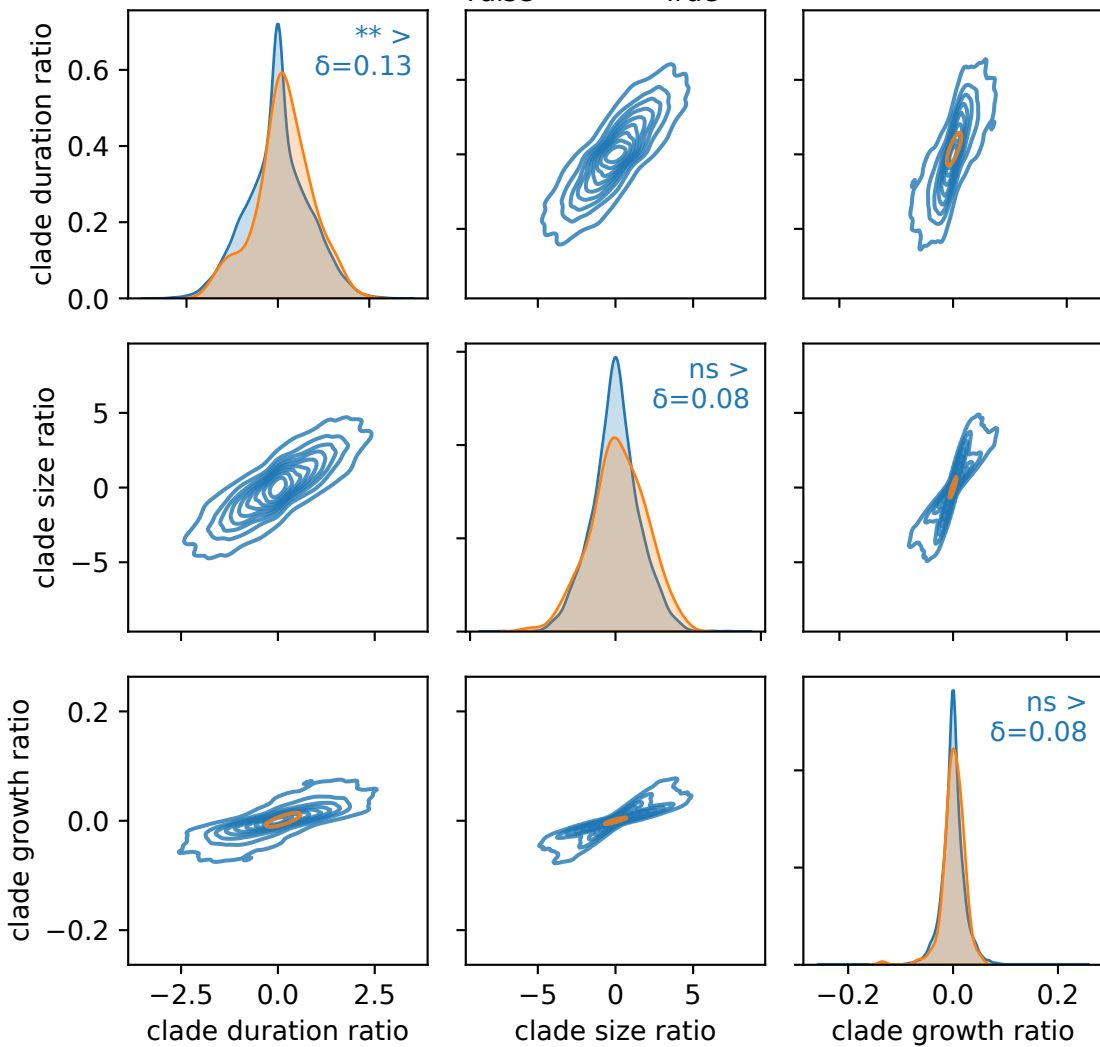 False True
clade duration ratio
0.6
0.4
0.2
0.0
** >
δ=0.13
clade size ratio
5
0
−5
ns >
δ=0.08
clade growth ratio
0.2
0.0
−0.2
ns >
δ=0.08
−2.5 0.0 2.5
−5 0 5
−0.2 0.0 0.2
clade duration ratio
clade size ratio
clade growth ratio